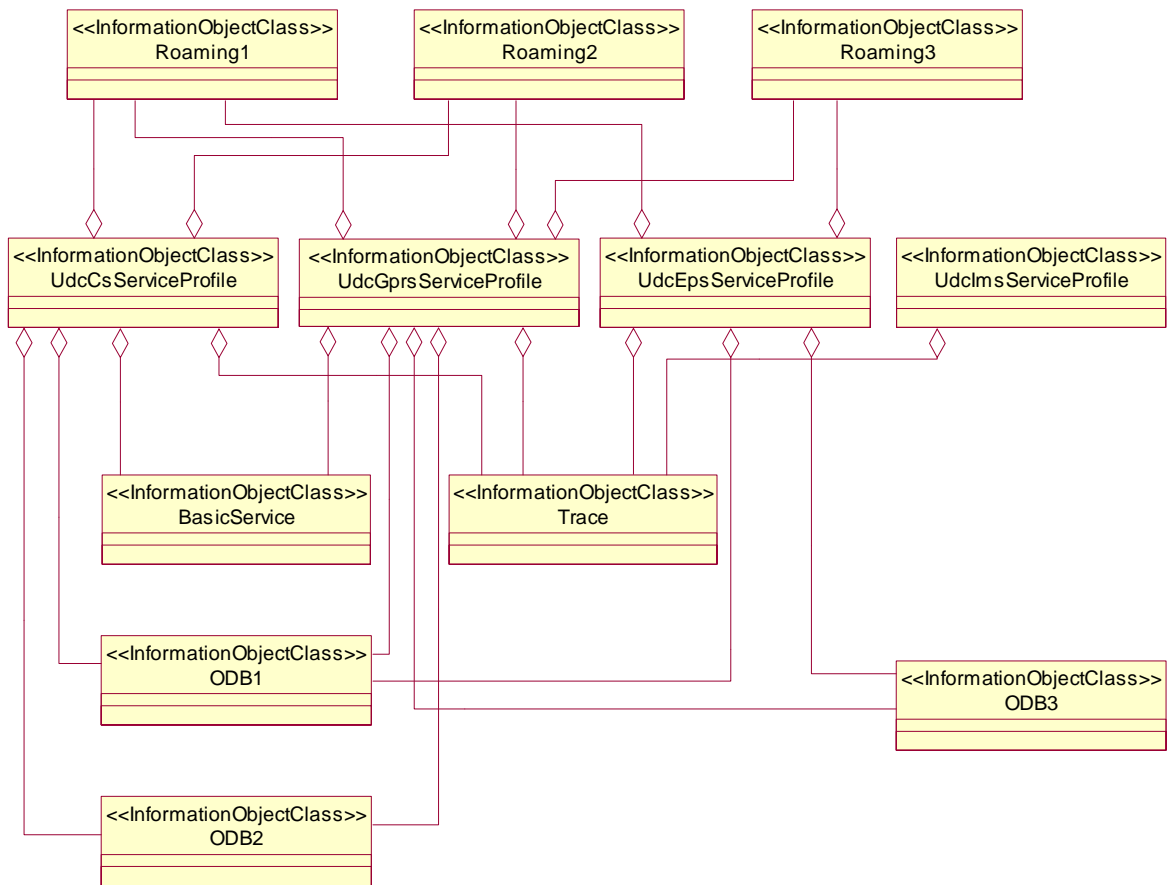 <<InformationObjectClass>>
Roaming1
<<InformationObjectClass>>
Roaming2
<<InformationObjectClass>>
Roaming3
<<InformationObjectClass>>
UdcCsServiceProfile
<<InformationObjectClass>>
UdcGprsServiceProfile
<<InformationObjectClass>>
UdcEpsServiceProfile
<<InformationObjectClass>>
UdcImsServiceProfile
<<InformationObjectClass>>
BasicService
<<InformationObjectClass>>
Trace
<<InformationObjectClass>>
ODB1
<<InformationObjectClass>>
ODB3
<<InformationObjectClass>>
ODB2